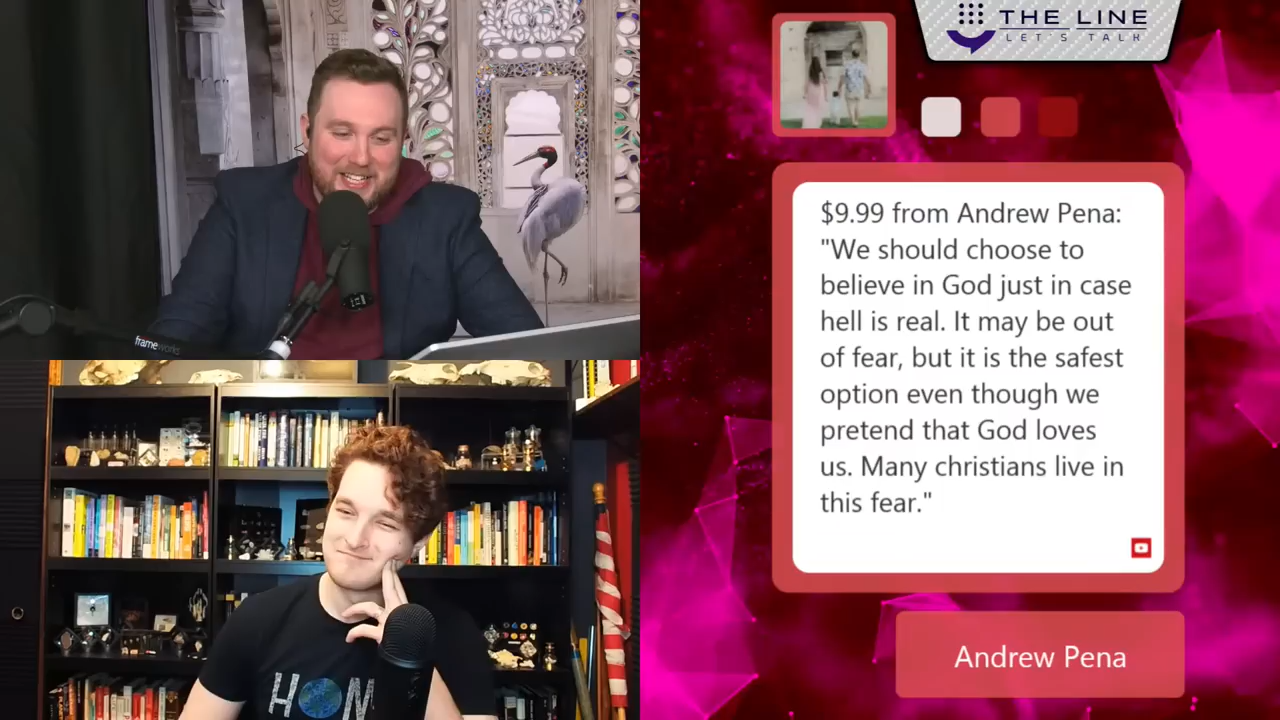 THE LINE
LET'S TALK
$9.99 from Andrew Pena:
"We should choose to
believe in God just in case
hell is real. It may be out
of fear, but it is the safest
option even though we
pretend that God loves
us. Many christians live in
this fear."
Andrew Pena
frameworks
HOM